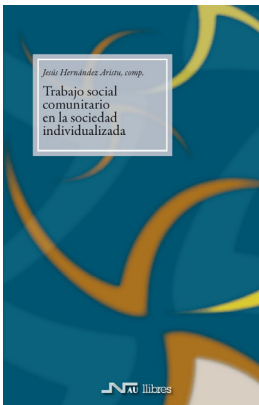 Jesús Hernández Aristu, comp.
Trabajo social
comunitario
en la sociedad
individualizada
NAU llibres